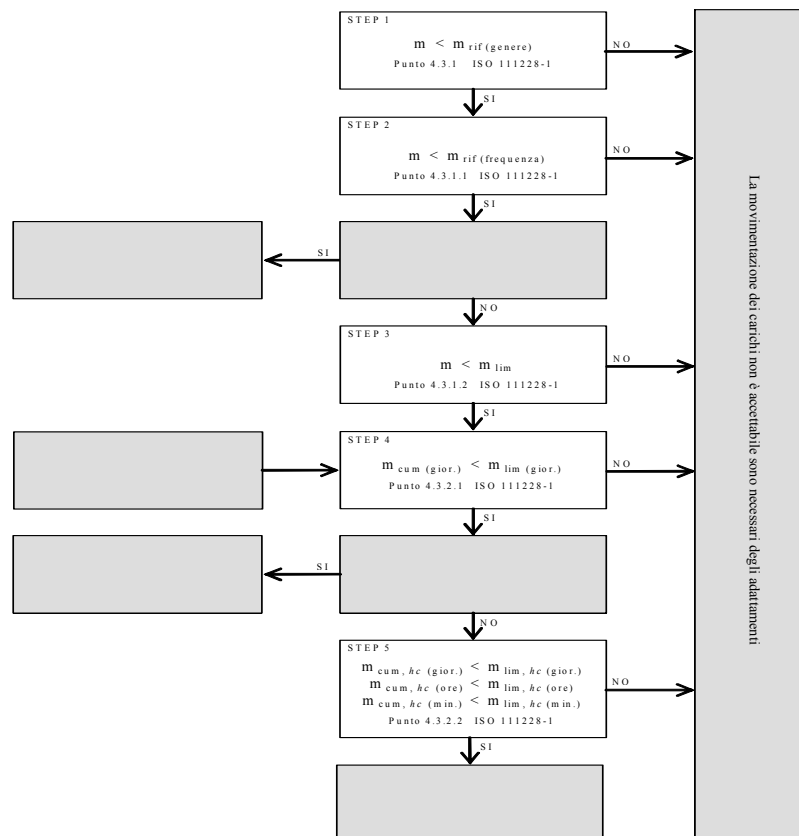 STEP 1
m < m rif (genere)
Punto 4.3.1 ISO 111228-1
NO
SI
STEP 2
m < m rif (frequenza)
Punto 4.3.1.1 ISO 111228-1
NO
SI
SI
NO
STEP 3
m < m lim
Punto 4.3.1.2 ISO 111228-1
NO
SI
STEP 4
m cum (gior.) < m lim (gior.)
Punto 4.3.2.1 ISO 111228-1
NO
SI
SI
NO
STEP 5
m cum, hc (gior.) < m lim, hc (gior.)
m cum, hc (ore) < m lim, hc (ore)
m cum, hc (min.) < m lim, hc (min.)
Punto 4.3.2.2 ISO 111228-1
NO
SI
La movimentazione dei carichi non è accettabile sono necessari degli adattamenti